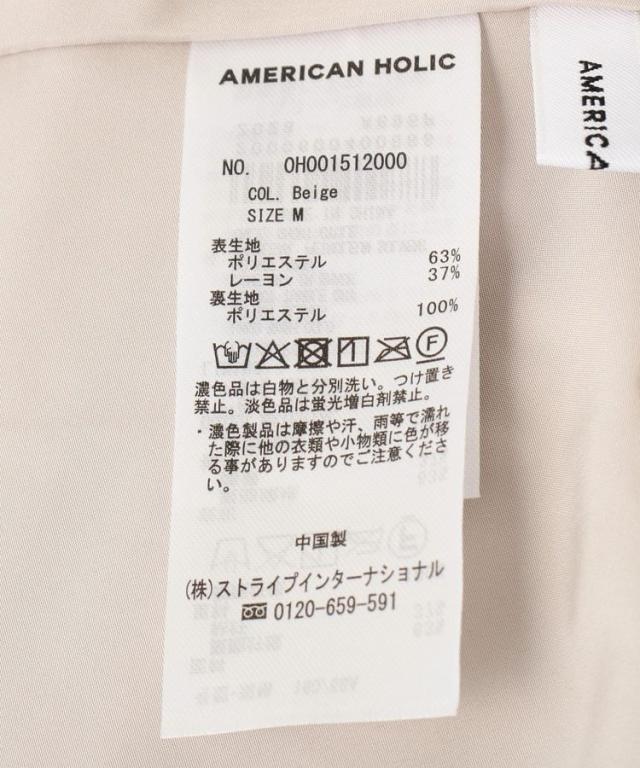 AMERICAN HOLIC
AMERICA
NO. OH001512000
COL. Beige
SIZE M
表生地
ポリエステル 63%
レーヨン 37%
裏生地
ポリエステル 100%
F
濃色品は白物と分別洗い。つけ置き
禁止。淡色品は蛍光増白剤禁止。
・濃色製品は摩擦や汗、雨等で濡れ
た際に他の衣類や小物類に色が移
る事がありますのでご注意くださ
い。
中国製
(株)ストライプインターナショナル
0120-659-591